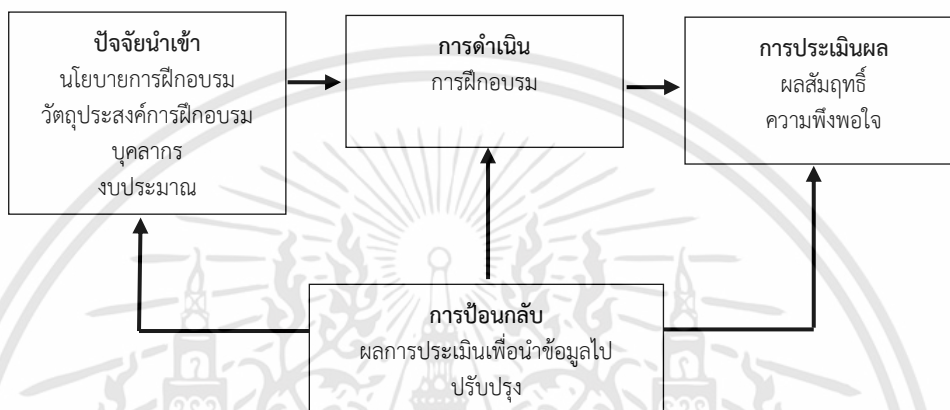 ปัจจัยนำเข้า
นโยบายการฝึกอบรม
วัตถุประสงค์การฝึกอบรม
บุคลากร
งบประมาณ
การดำเนิน
การฝึกอบรม
การประเมินผล
ผลสัมฤทธิ์
ความพึงพอใจ
การป้อนกลับ
ผลการประเมินเพื่อนำข้อมูลไป
ปรับปรุง